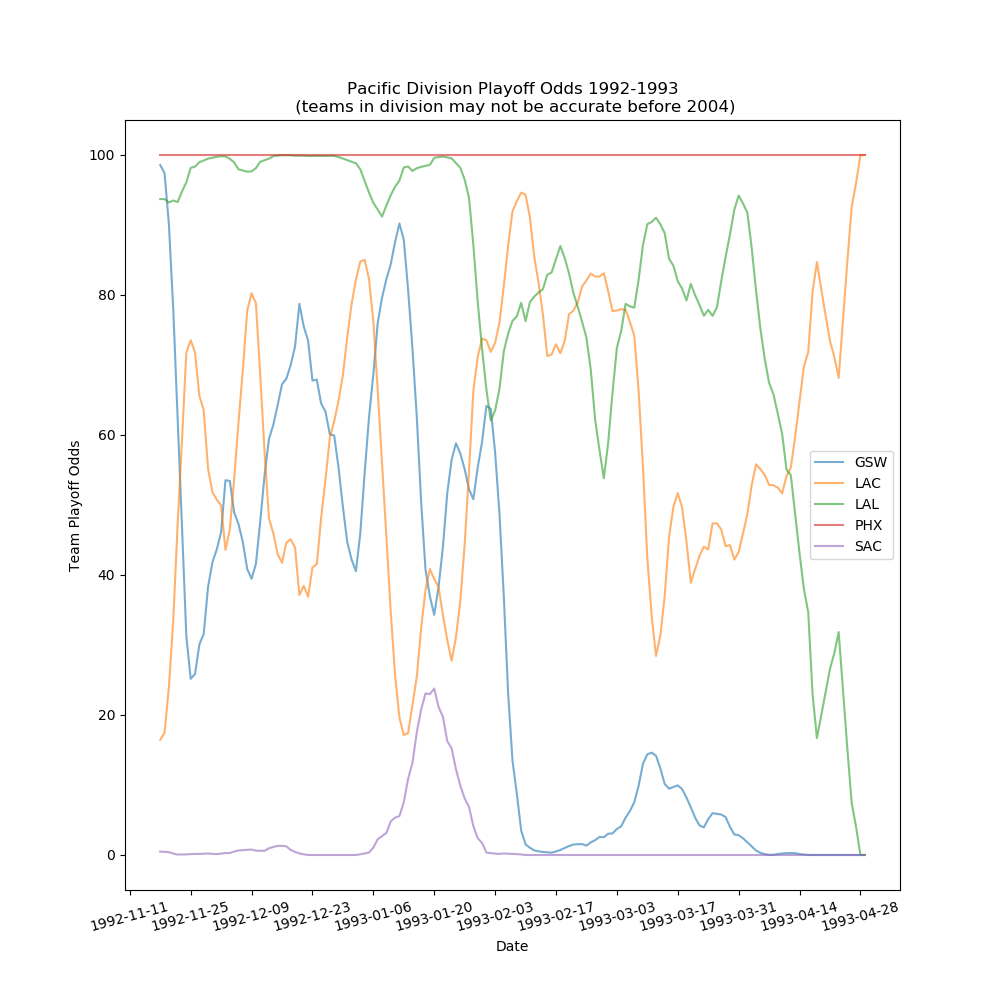 Pacific Division Playoff Odds 1992-1993
(teams in division may not be accurate before 2004)
Team Playoff Odds
100
80
60
40
20
0
GSW
LAC
LAL
PHX
SAC
1992-11-11
1992-11-25
1992-12-09
1992-12-23
1993-01-06
1993-01-20
1993-02-03
1993-02-17
1993-03-03
1993-03-17
1993-03-31
1993-04-14
1993-04-28
Date